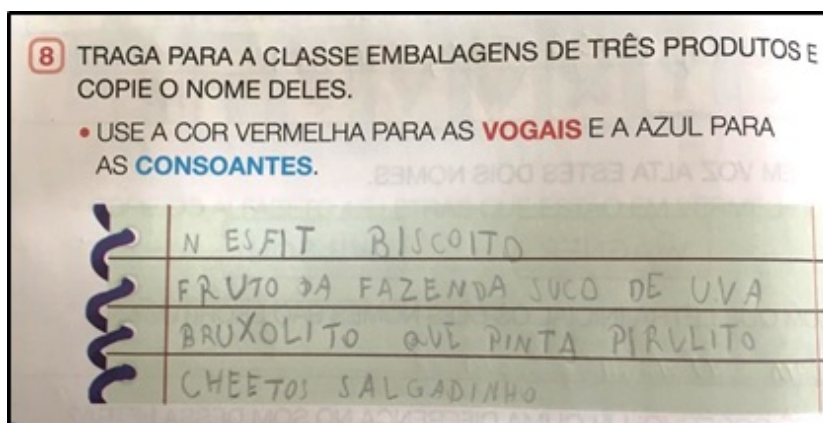 8 TRAGA PARA A CLASSE EMBALAGENS DE TRÊS PRODUTOS E
COPIE O NOME DELES.
• USE A COR VERMELHA PARA AS VOGAIS E A AZUL PARA
AS CONSOANTES.
N ESFIT BISCOITO
FRUTO DA FAZENDA SUCO DE UVA
BRUXOLITO QUE PINTA PIRULITO
CHEETOS SALGADINHO